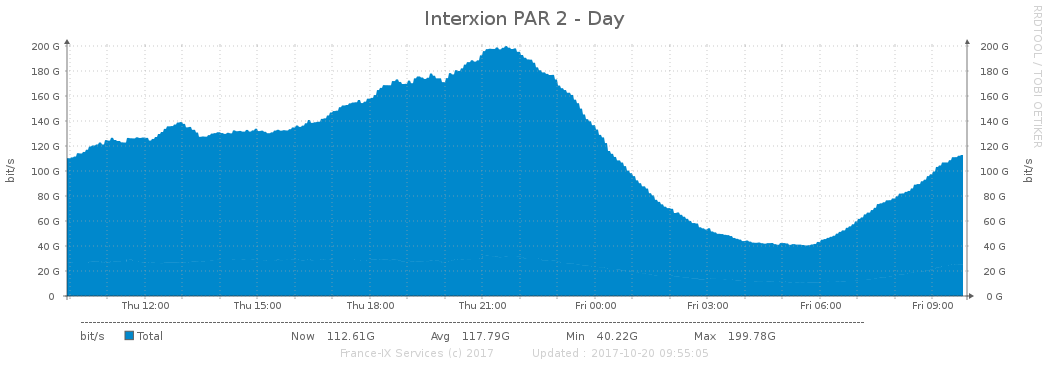 Interxion PAR 2 - Day
RRDTOOL / TOBI OETIKER
bit/s
200 G
180 G
160 G
140 G
120 G
100 G
80 G
60 G
40 G
20 G
0
200 G
180 G
160 G
140 G
120 G
100 G
80 G
60 G
40 G
20 G
0 G
bit/s
Thu 12:00 Thu 15:00 Thu 18:00 Thu 21:00 Fri 00:00 Fri 03:00 Fri 06:00 Fri 09:00
bit/s Total Now 112.61G Avg 117.79G Min 40.22G Max 199.78G
France-IX Services (c) 2017 Updated : 2017-10-20 09:55:05